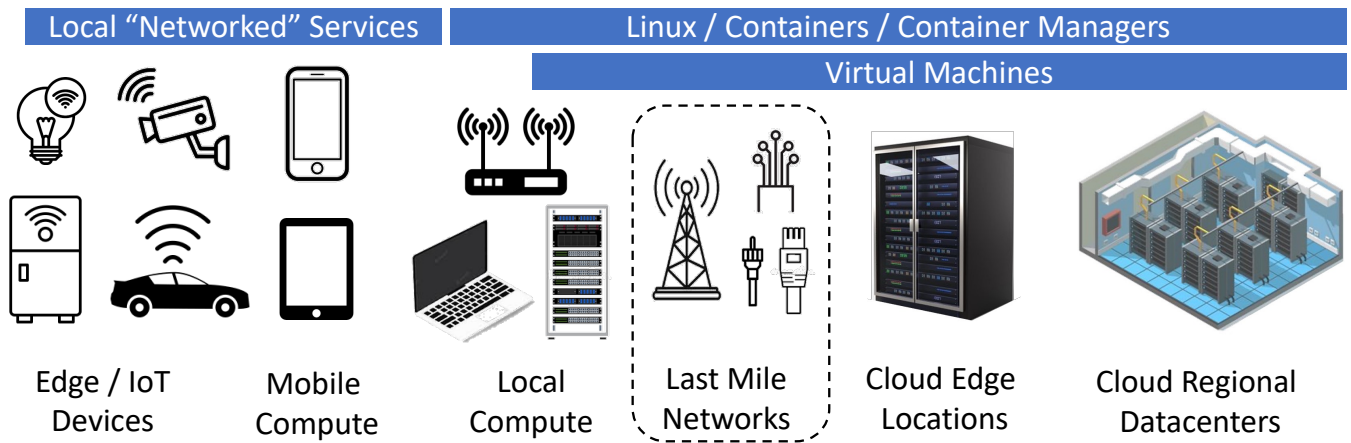 Local “Networked” Services
Linux / Containers / Container Managers
Virtual Machines
Edge / IoT
Devices
Mobile
Compute
Local
Compute
Last Mile
Networks
Cloud Edge
Locations
Cloud Regional
Datacenters